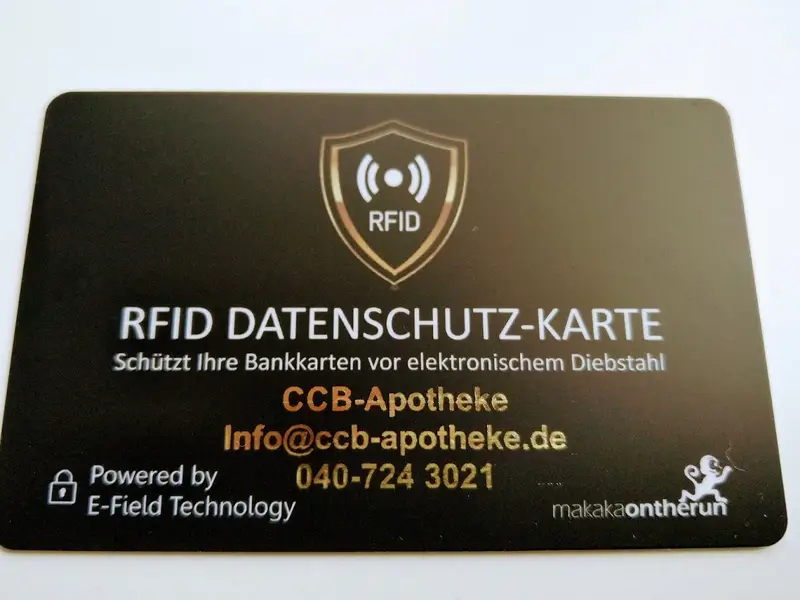 RFID
RFID DATENSCHUTZ-KARTE
Schützt Ihre Bankkarten vor elektronischem Diebstahl
CCB-Apotheke
Info@ccb-apotheke.de
040-724 3021
Powered by
E-Field Technology
makakaontherun